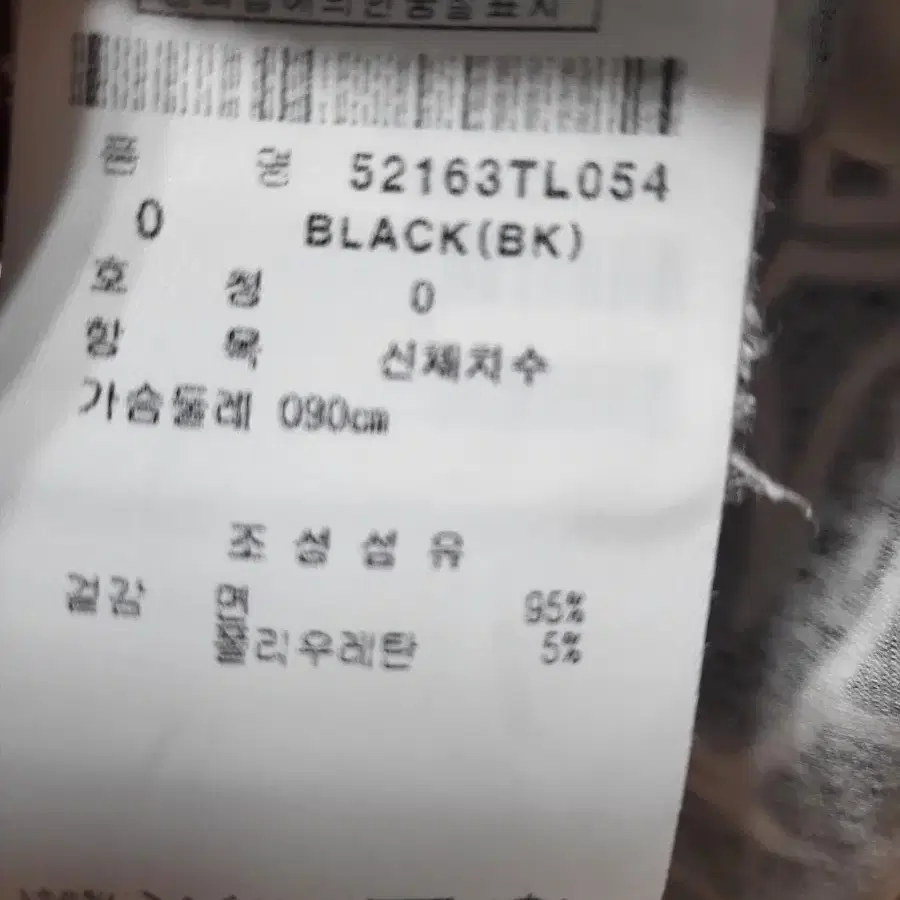 품 번 52163TL054
0 BLACK(BK)
호 칭 0
항 목 신체치수
가슴둘레 090㎝
조 성 섬 유
겉감 면 95%
폴리우레탄 5%